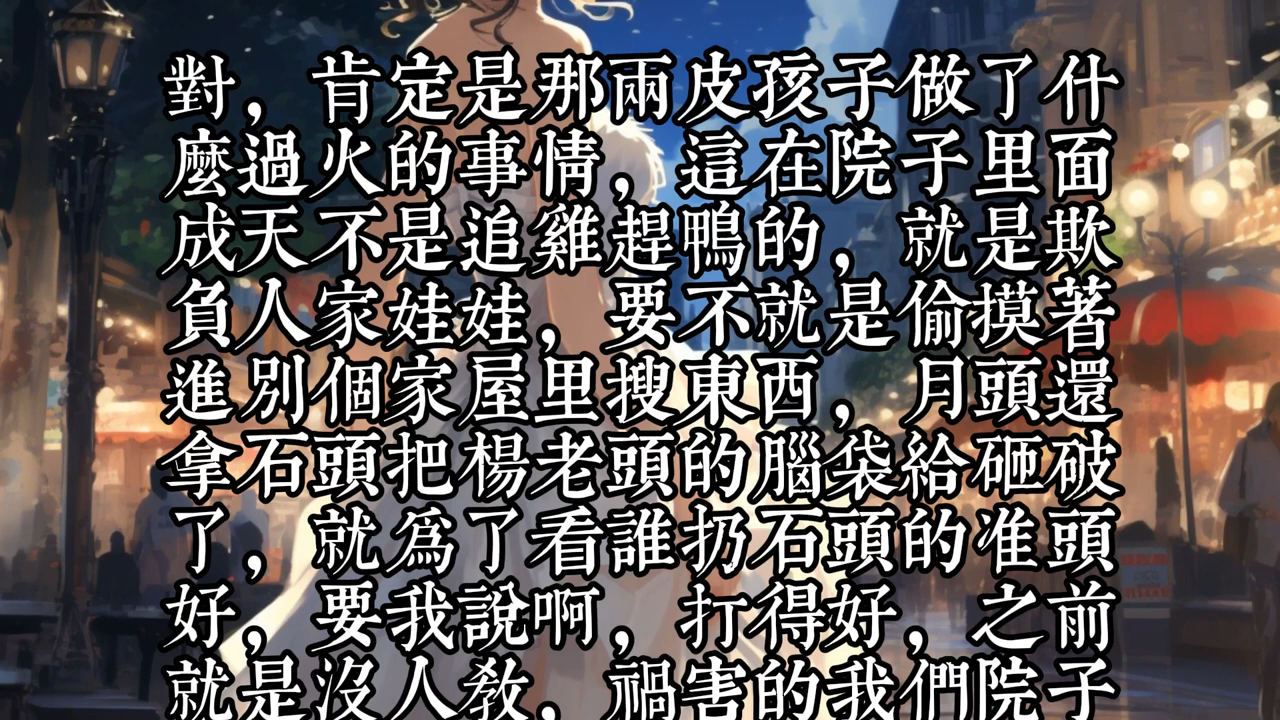 對，肯定是那兩皮孩子做了什
麼過火的事情，這在院子里面
成天不是追雞趕鴨的，就是欺
負人家娃娃，要不就是偷摸著
進別個家屋里搜東西，月頭還
拿石頭把楊老頭的腦袋給砸破
了，就為了看誰扔石頭的准頭
好，要我說啊，打得好，之前
就是沒人教，禍害的我們院子